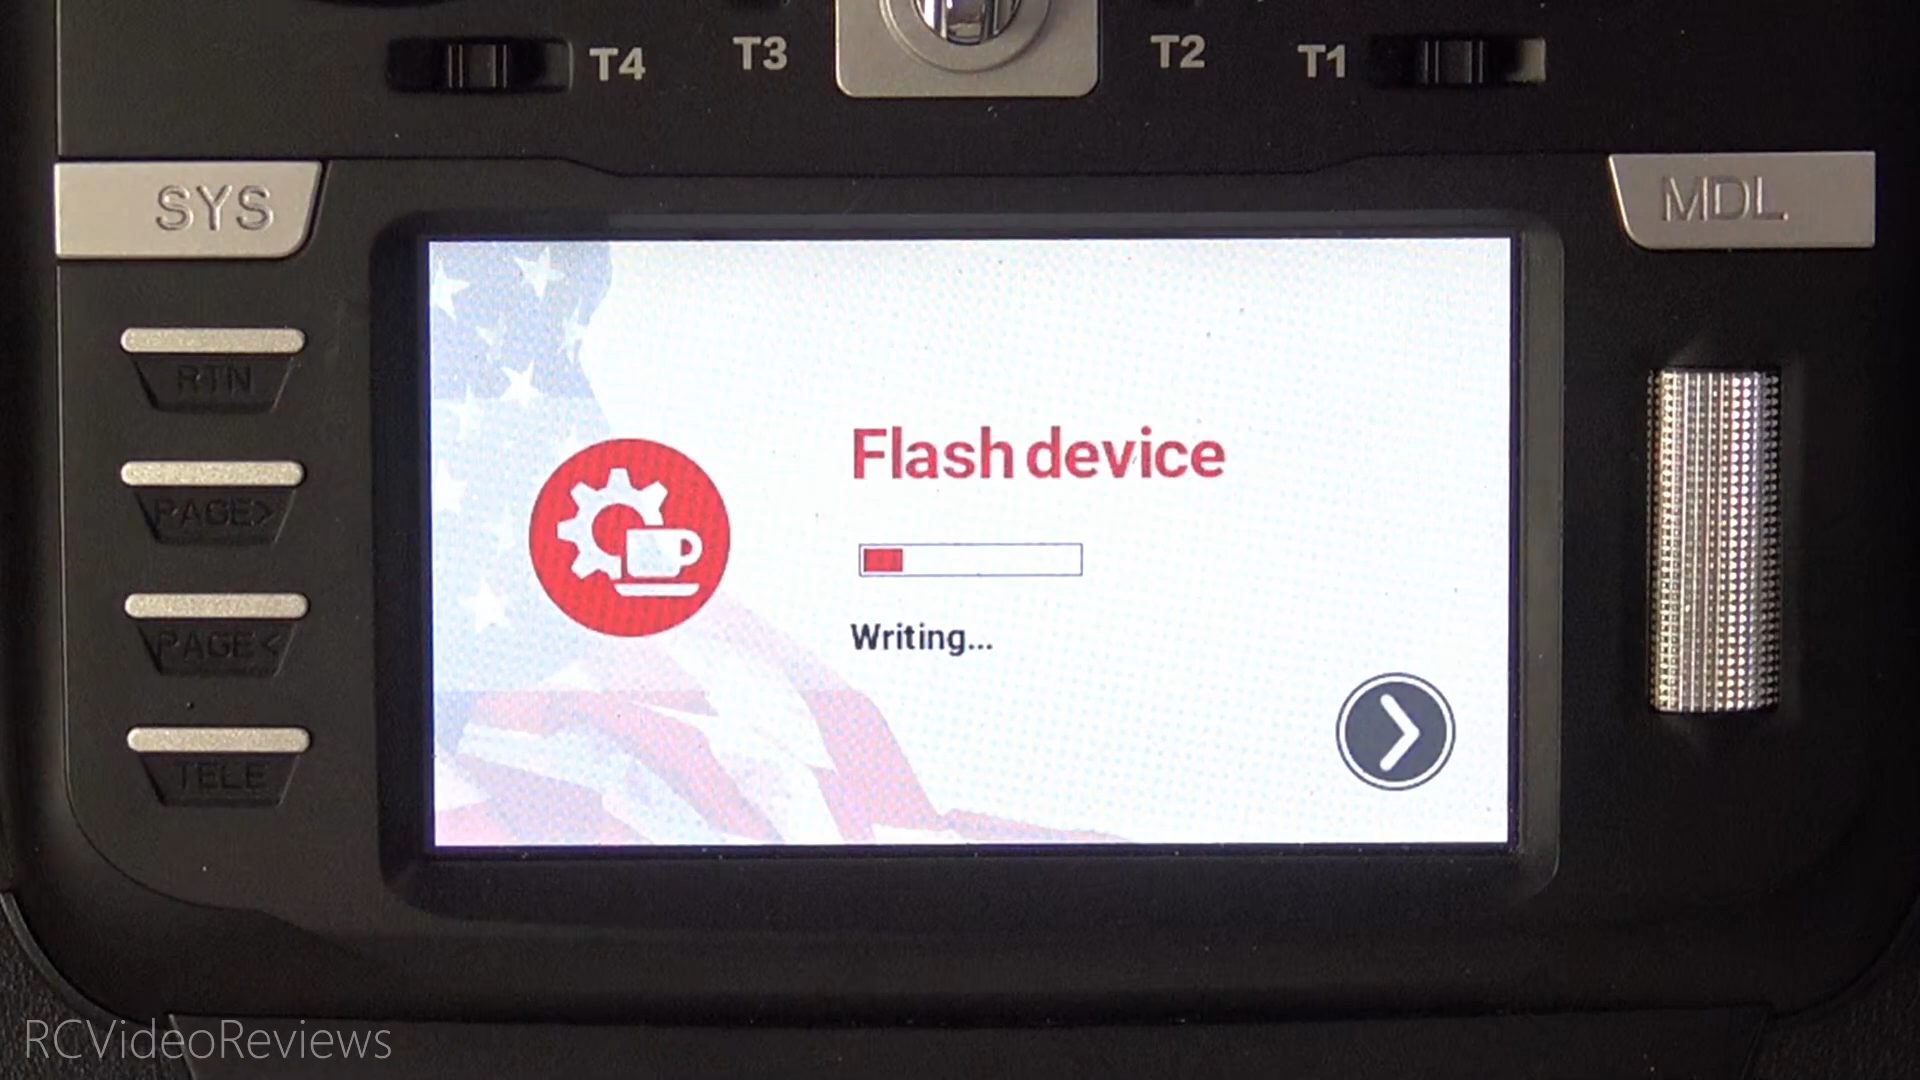 T4 T3 T2 T1
SYS
MDL
RTN
PAGE>
PAGE<
TELE
Flash device
Writing...
RCVideoReviews